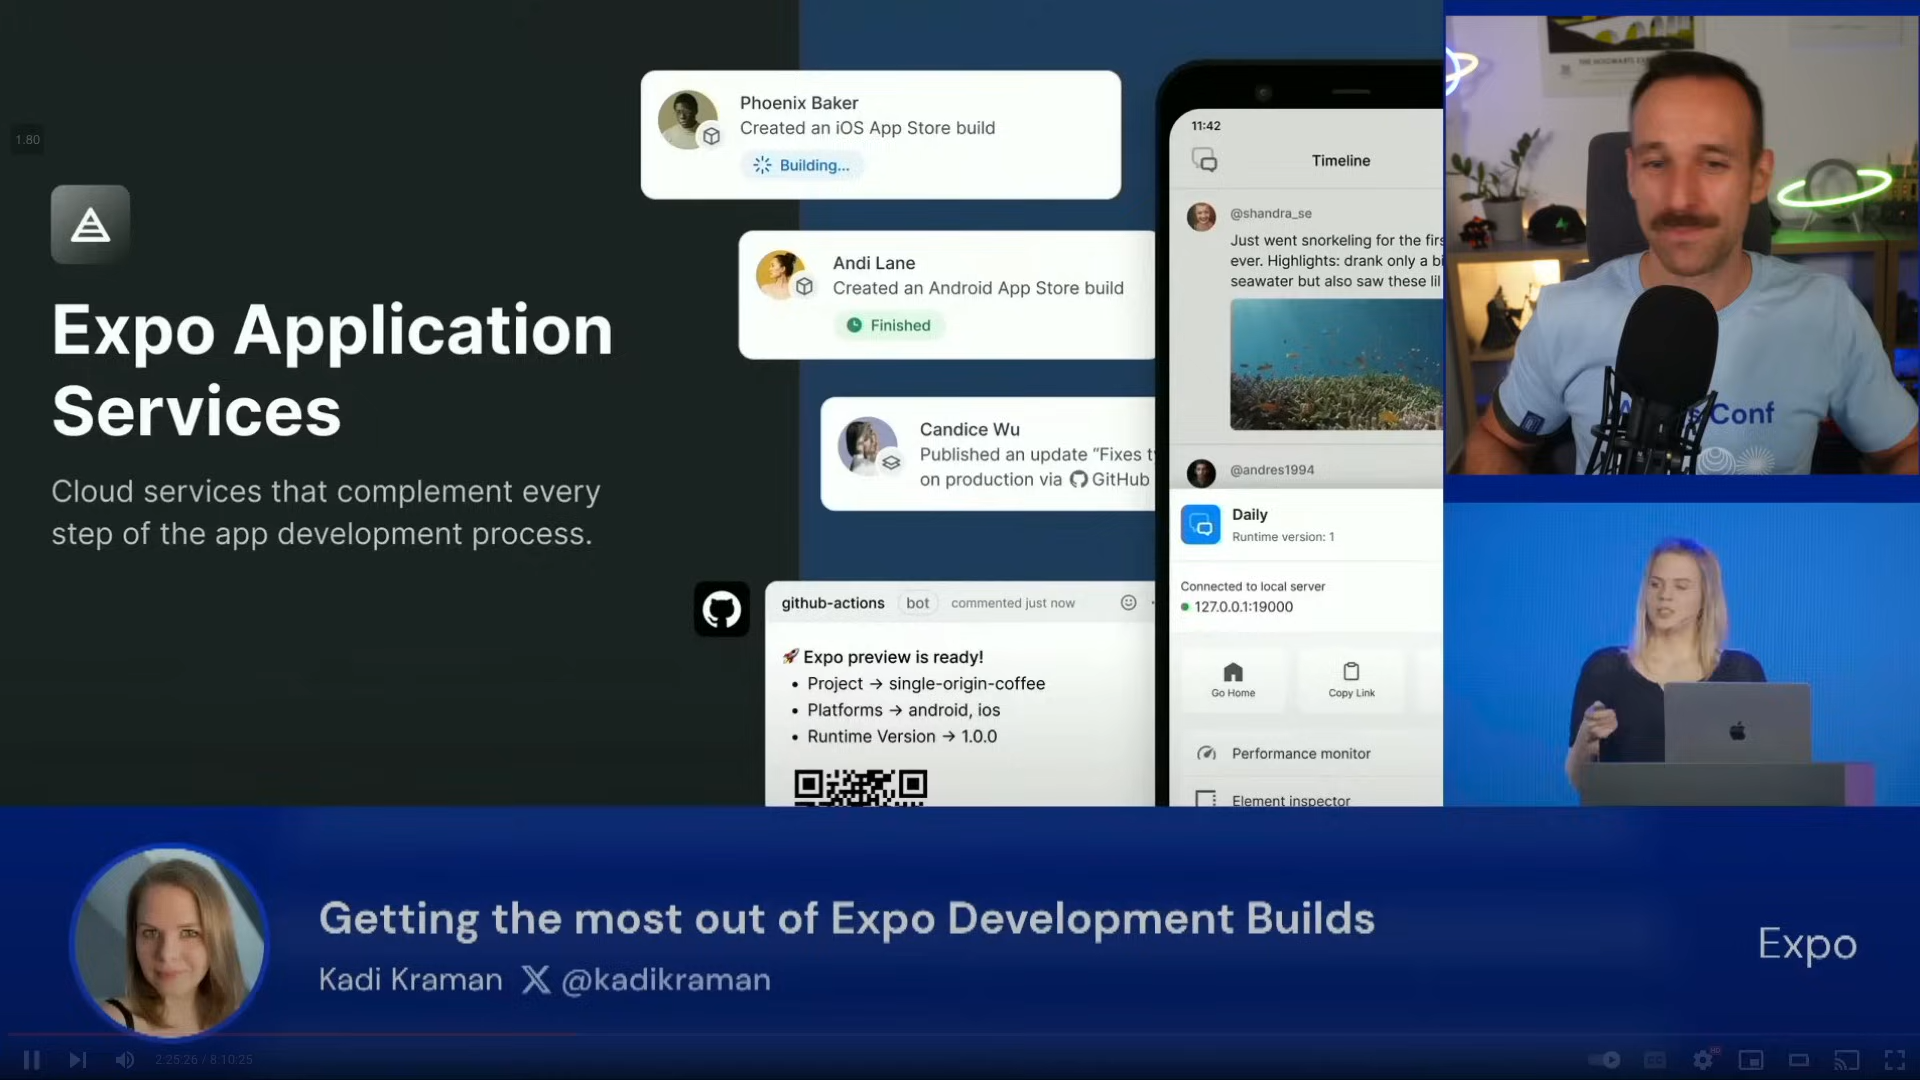 1.80
Expo Application
Services
Cloud services that complement every
step of the app development process.
Phoenix Baker
Created an iOS App Store build
Building...
Andi Lane
Created an Android App Store build
Finished
Candice Wu
Published an update “Fixes t
on production via GitHub
github-actions bot commented just now
🚀 Expo preview is ready!
• Project → single-origin-coffee
• Platforms → android, ios
• Runtime Version → 1.0.0
11:42
Timeline
@shandra_se
Just went snorkeling for the firs
ever. Highlights: drank only a bi
seawater but also saw these lil
@andres1994
Daily
Runtime version: 1
Connected to local server
127.0.0.1:19000
Go Home
Copy Link
Performance monitor
Element inspector
Conf
Getting the most out of Expo Development Builds
Kadi Kraman X @kadikraman
Expo
2:25:26 / 8:10:25
CC
HD